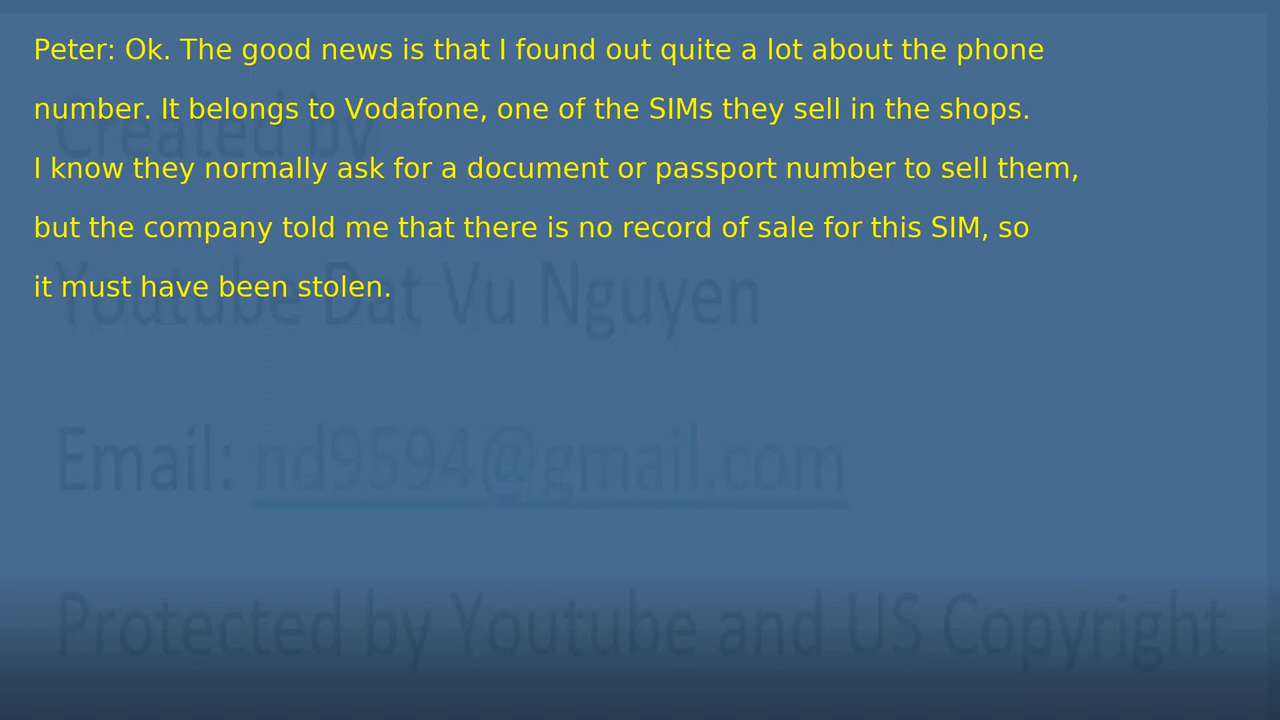 Peter: Ok. The good news is that I found out quite a lot about the phone
number. It belongs to Vodafone, one of the SIMs they sell in the shops.
Created by
I know they normally ask for a document or passport number to sell them,
but the company told me that there is no record of sale for this SIM, so
it must have been stolen.
Youtube Dat Vu Nguyen
Email: nd9594@gmail.com
Protected by Youtube and US Copyright